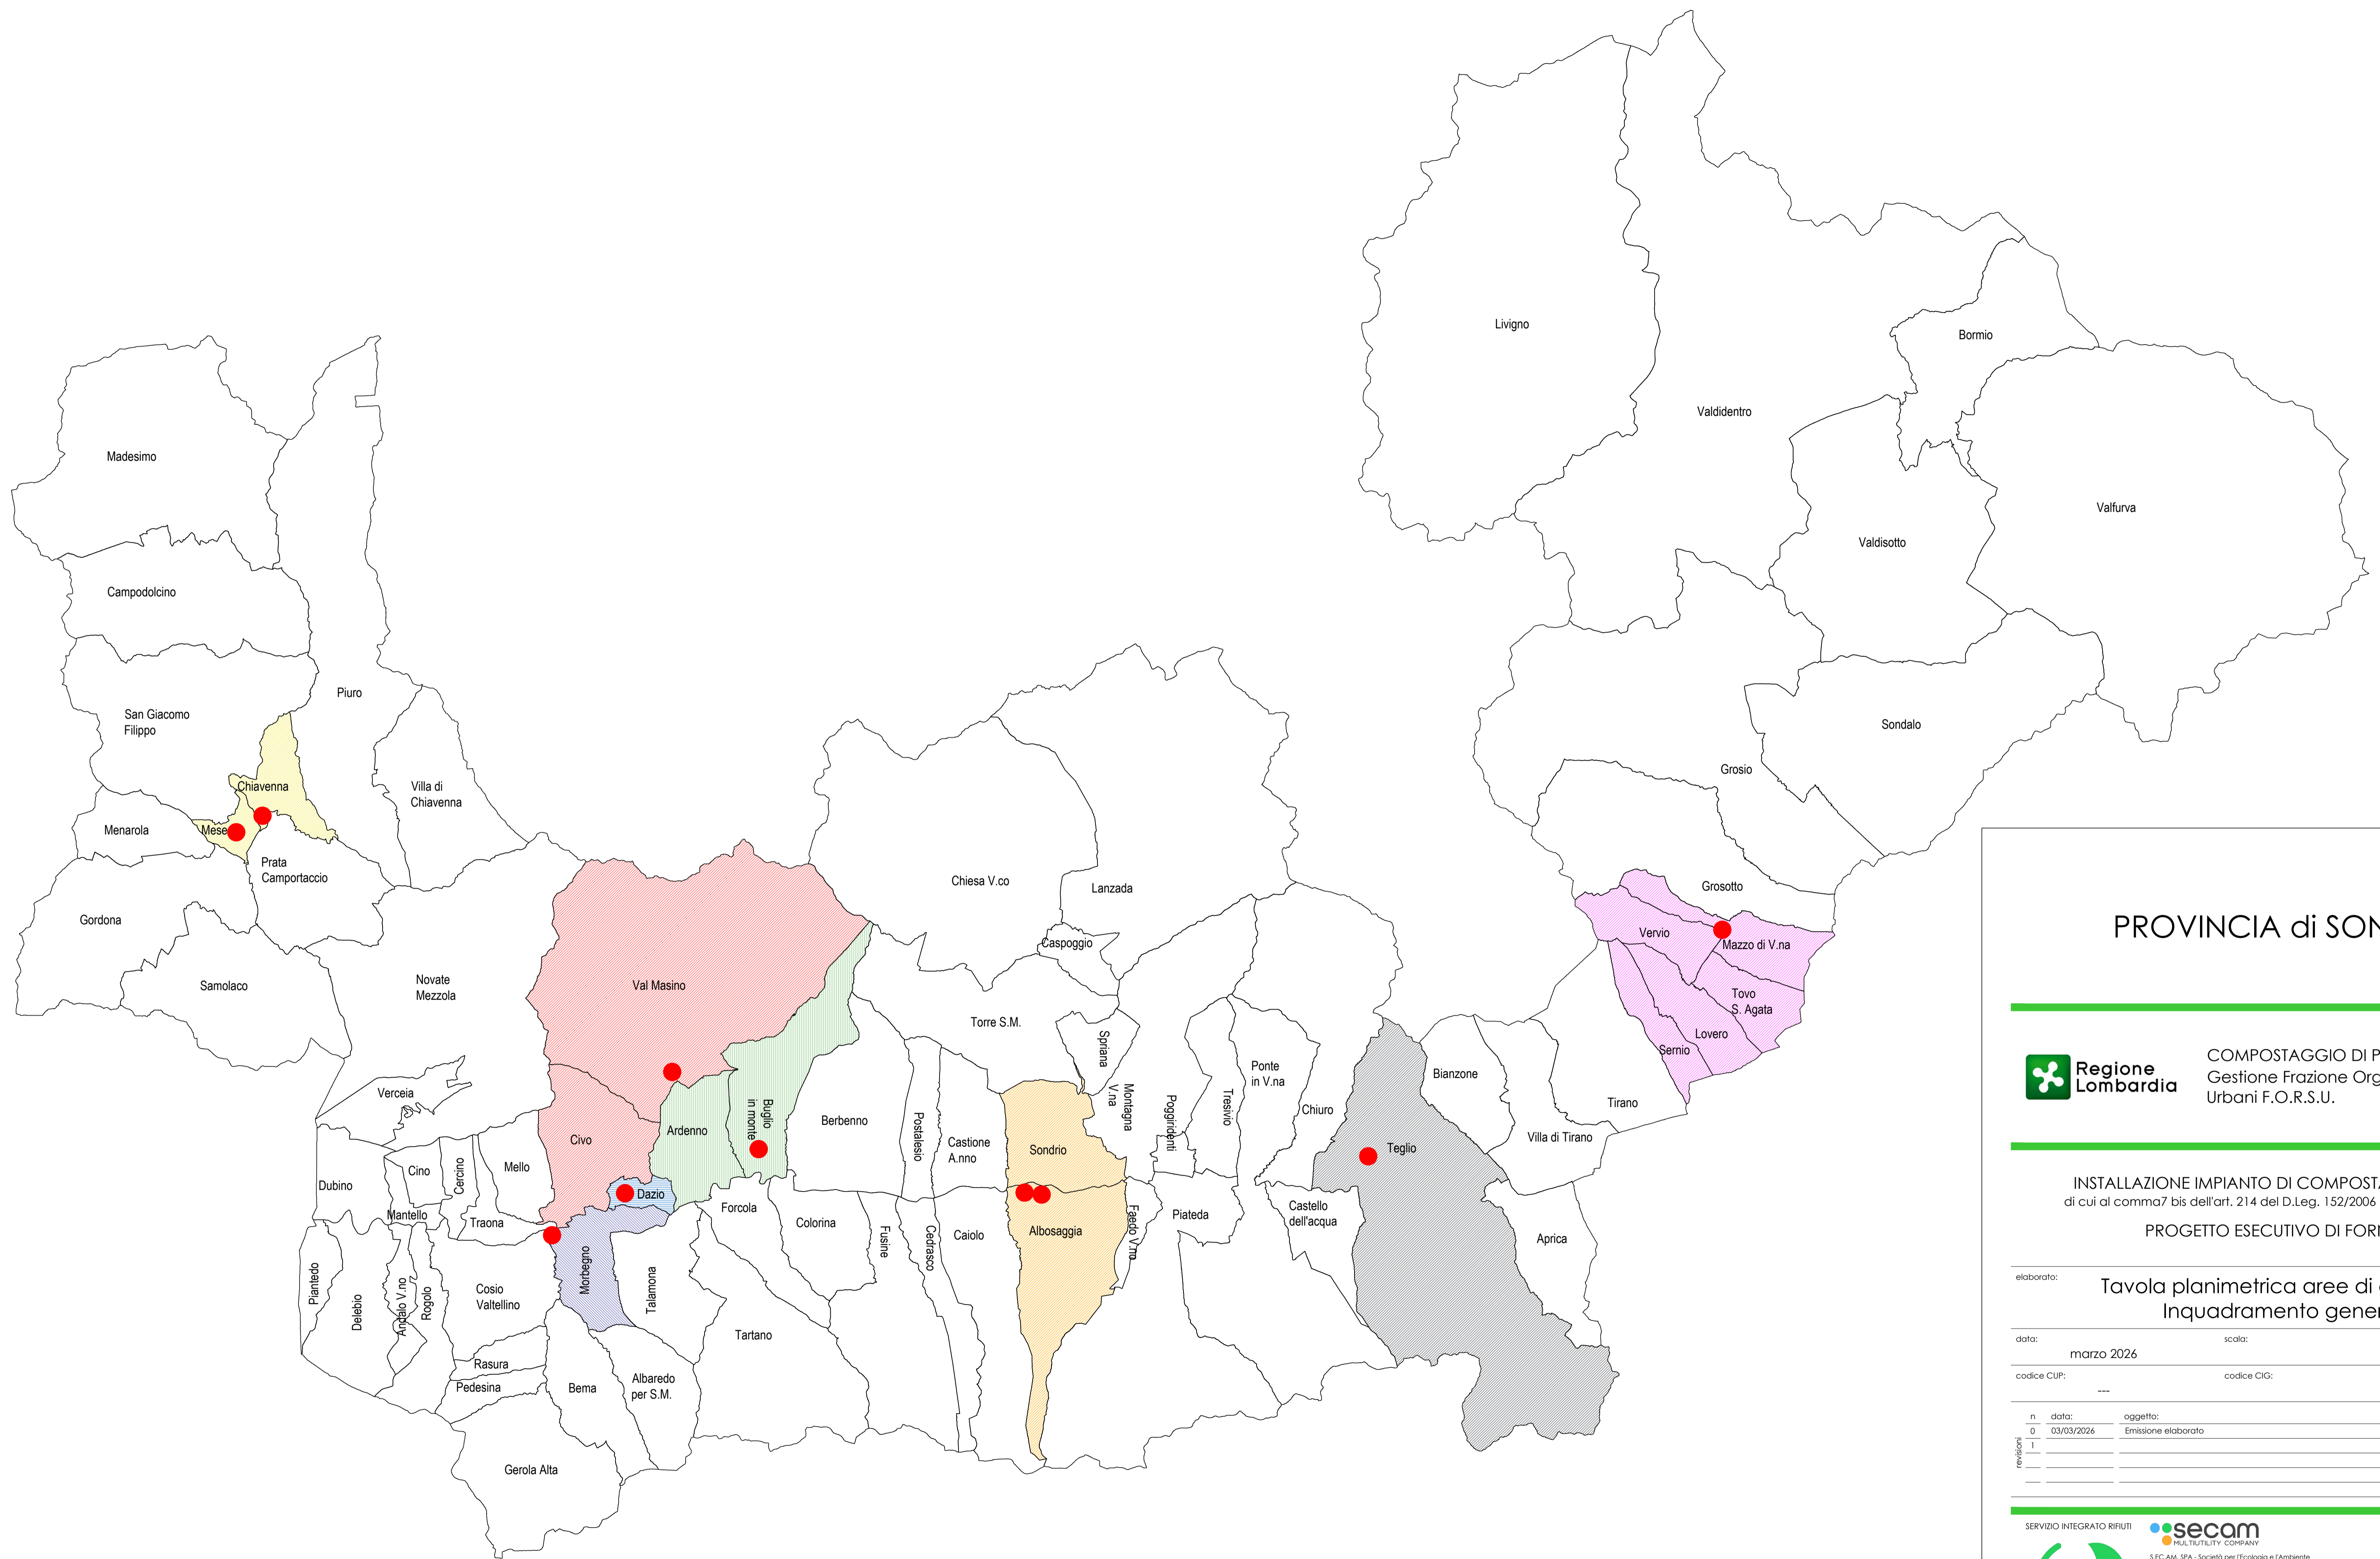 Livigno
Bormio
Valdidentro
Madesimo
Valfurva
Valdisotto
Campodolcino
Piuro
San Giacomo
Filippo
Sondalo
Grosio
Chiavenna
Villa di
Chiavenna
Menarola
Mese
Prata
Camportaccio
Chiesa V.co
Lanzada
Grosotto
Gordona
Vervio
Mazzo di V.na
Caspoggio
Samolaco
Novate
Mezzola
Val Masino
Tovo
S. Agata
Torre S.M.
Lovero
Spriana
Sernio
Ponte
in V.na
Bianzone
Verceia
Montagna
V.na
Poggiridenti
Tresivio
Chiuro
Tirano
Buglio
in monte
Berbenno
Postalesio
Ardenno
Civo
Castione
A.nno
Sondrio
Teglio
Villa di Tirano
Mello
Cino
Cercino
Dubino
Dazio
Mantello
Traona
Forcola
Colorina
Fusine
Cedrasco
Caiolo
Albosaggia
Faedo V.no
Piateda
Castello
dell'acqua
Aprica
Piantedo
Delebio
Andalo V.no
Rogolo
Cosio
Valtellino
Morbegno
Talamona
Tartano
Rasura
Pedesina
Bema
Albaredo
per S.M.
Gerola Alta
PROVINCIA di SON
Regione
Lombardia
COMPOSTAGGIO DI P
Gestione Frazione Org
Urbani F.O.R.S.U.
INSTALLAZIONE IMPIANTO DI COMPOSTA
di cui al comma7 bis dell'art. 214 del D.Leg. 152/2006
PROGETTO ESECUTIVO DI FOR
elaborato:
Tavola planimetrica aree di
Inquadramento gener
data:
scala:
marzo 2026
codice CUP:
codice CIG:
---
n data: oggetto:
0 03/03/2026 Emissione elaborato
1
revisioni
SERVIZIO INTEGRATO RIFIUTI
secam
MULTIUTILITY COMPANY
S.EC.AM. SPA - Società per l'Ecologia e l'Ambiente